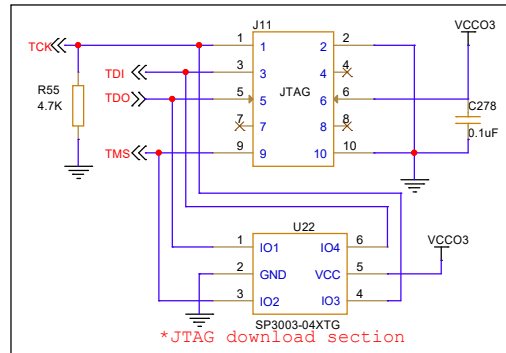 J11
VCCO3
TCK
1 1 2 2
TDI
3 3 4 4
R55
4.7K
TDO
5 5 JTAG 6 6
C278
0.1uF
7 7 8 8
TMS
9 9 10 10
U22
VCCO3
1 IO1 IO4 6
2 GND VCC 5
3 IO2 IO3 4
SP3003-04XTG
*JTAG download section